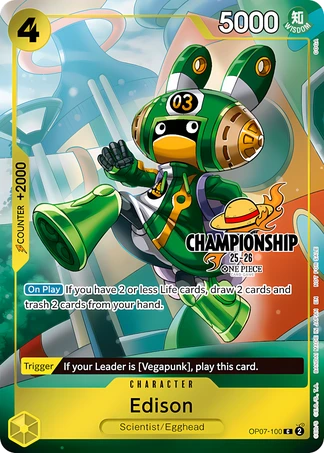 4
5000
知
WISDOM
03
COUNTER +2000
CHAMPIONSHIP
25-26
ONE PIECE
On Play If you have 2 or less Life cards, draw 2 cards and
trash 2 cards from your hand.
Trigger If your Leader is [Vegapunk], play this card.
CHARACTER
Edison
Scientist/Egghead
OP07-100 C 2